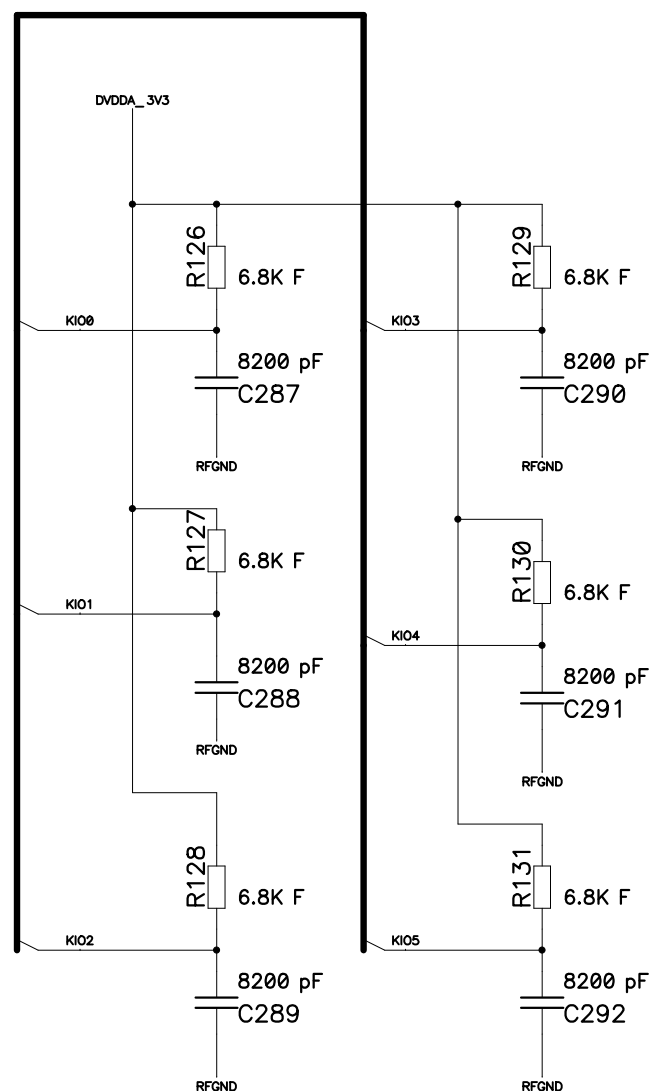 DVDDA_3V3
R126
6.8K F
KIO0
8200 pF
C287
RFGND
R127
6.8K F
KIO1
8200 pF
C288
RFGND
R128
6.8K F
KIO2
8200 pF
C289
RFGND
R129
6.8K F
KIO3
8200 pF
C290
RFGND
R130
6.8K F
KIO4
8200 pF
C291
RFGND
R131
6.8K F
KIO5
8200 pF
C292
RFGND